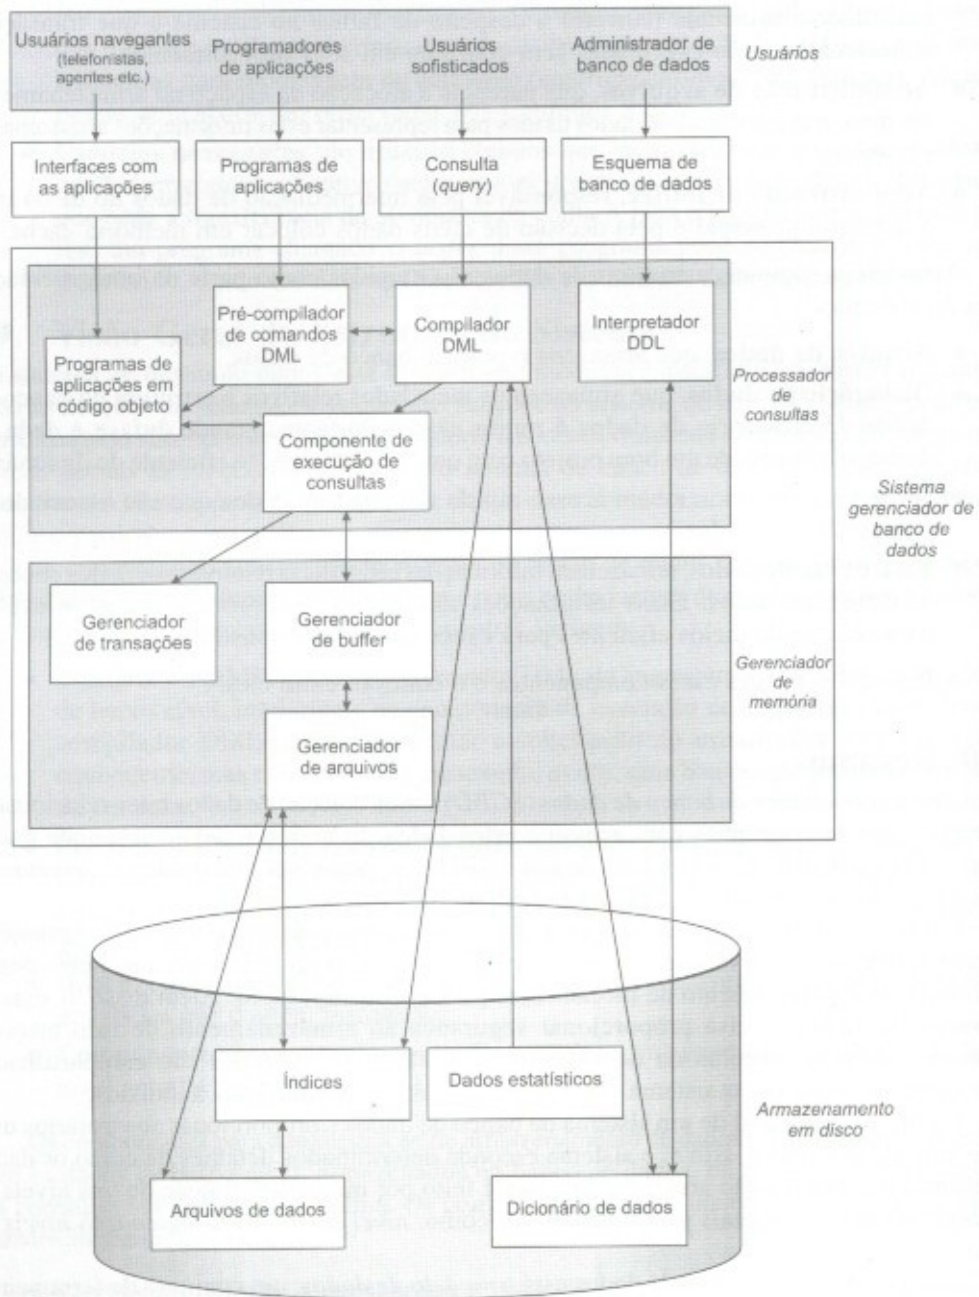 Usuários navegantes
(telefonistas,
agentes etc.)
Programadores
de aplicações
Usuários
sofisticados
Administrador de
banco de dados
Usuários
Interfaces com
as aplicações
Programas de
aplicações
Consulta
(query)
Esquema de
banco de dados
Pré-compilador
de comandos
DML
Compilador
DML
Interpretador
DDL
Programas de
aplicações em
código objeto
Processador
de
consultas
Componente de
execução de
consultas
Sistema
gerenciador de
banco de
dados
Gerenciador
de transações
Gerenciador
de buffer
Gerenciador
de
memória
Gerenciador
de arquivos
Índices
Dados estatísticos
Armazenamento
em disco
Arquivos de dados
Dicionário de dados